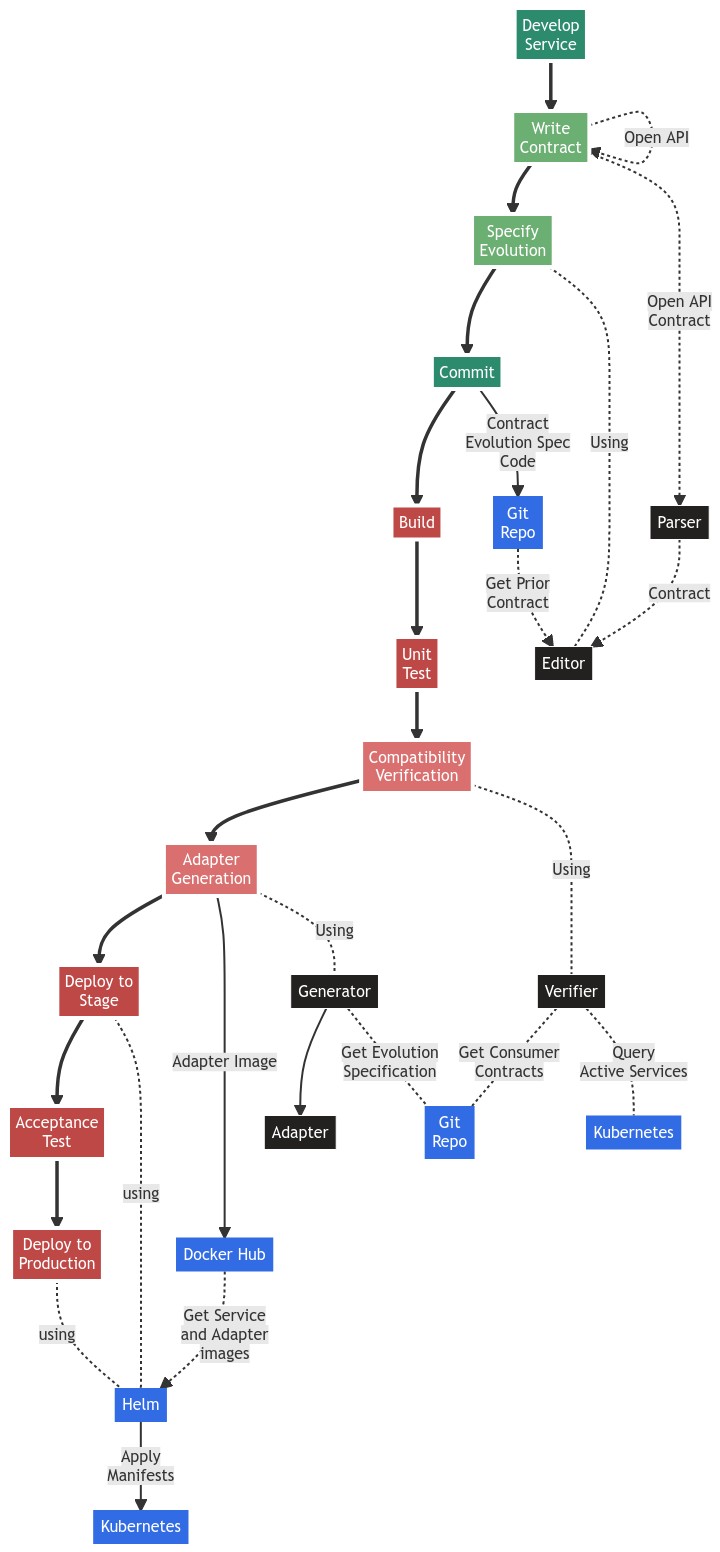 Develop
Service
Write
Contract
Open API
Specify
Evolution
Open API
Contract
Commit
Contract
Evolution Spec
Code
Using
Build
Git
Repo
Parser
Get Prior
Contract
Contract
Unit
Test
Editor
Compatibility
Verification
Adapter
Generation
Using
Using
Deploy to
Stage
Generator
Verifier
Adapter Image
Get Evolution
Specification
Get Consumer
Contracts
Query
Active Services
Acceptance
Test
Adapter
Git
Repo
Kubernetes
using
Deploy to
Production
Docker Hub
using
Get Service
and Adapter
images
Helm
Apply
Manifests
Kubernetes